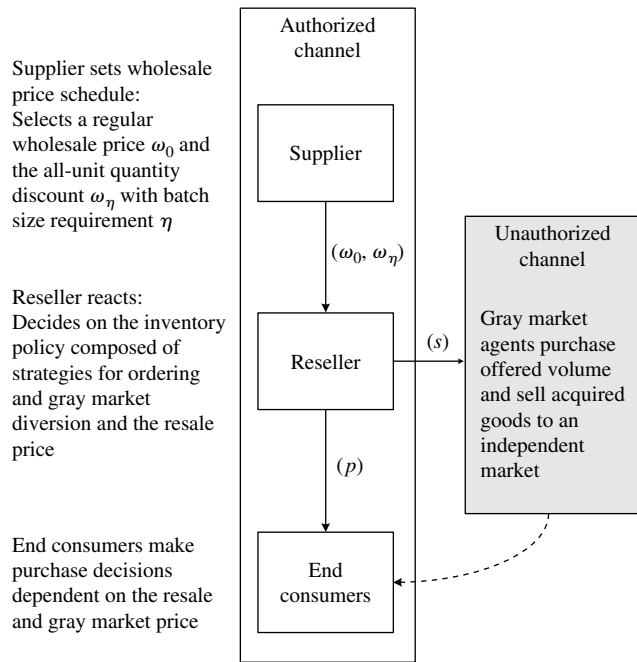 Authorized
channel
Supplier sets wholesale
price schedule:
Selects a regular
wholesale price ω₀ and
the all-unit quantity
discount ωη with batch
size requirement η
Supplier
(ω₀, ωη)
Unauthorized
channel
Reseller reacts:
Decides on the inventory
policy composed of
strategies for ordering
and gray market
diversion and the resale
price
Reseller
(s)
Gray market
agents purchase
offered volume
and sell acquired
goods to an
independent
market
(p)
End consumers make
purchase decisions
dependent on the resale
and gray market price
End
consumers